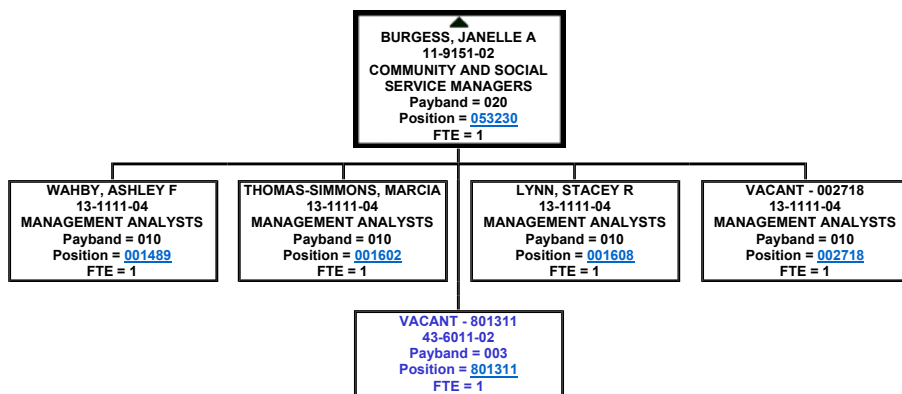 BURGESS, JANELLE A
11-9151-02
COMMUNITY AND SOCIAL
SERVICE MANAGERS
Payband = 020
Position = 053230
FTE = 1
WAHBY, ASHLEY F
13-1111-04
MANAGEMENT ANALYSTS
Payband = 010
Position = 001489
FTE = 1
THOMAS-SIMMONS, MARCIA
13-1111-04
MANAGEMENT ANALYSTS
Payband = 010
Position = 001602
FTE = 1
LYNN, STACEY R
13-1111-04
MANAGEMENT ANALYSTS
Payband = 010
Position = 001608
FTE = 1
VACANT - 002718
13-1111-04
MANAGEMENT ANALYSTS
Payband = 010
Position = 002718
FTE = 1
VACANT - 801311
43-6011-02
Payband = 003
Position = 801311
FTE = 1